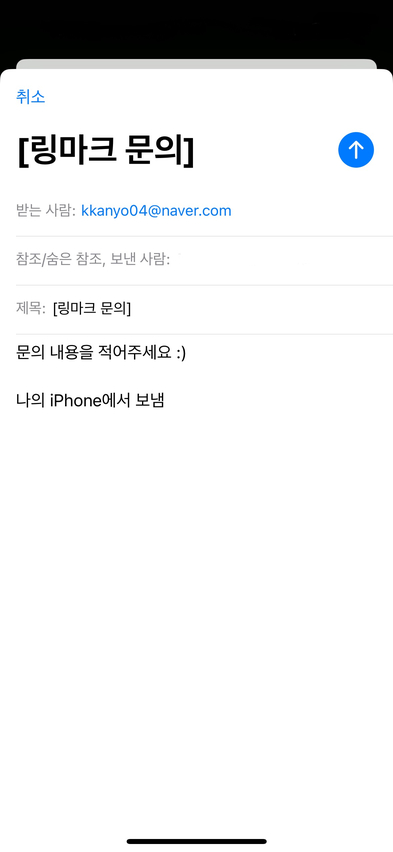 취소
[링마크 문의]
받는 사람: kkanyo04@naver.com
참조/숨은 참조, 보낸 사람:
제목: [링마크 문의]
문의 내용을 적어주세요 :)
나의 iPhone에서 보냄